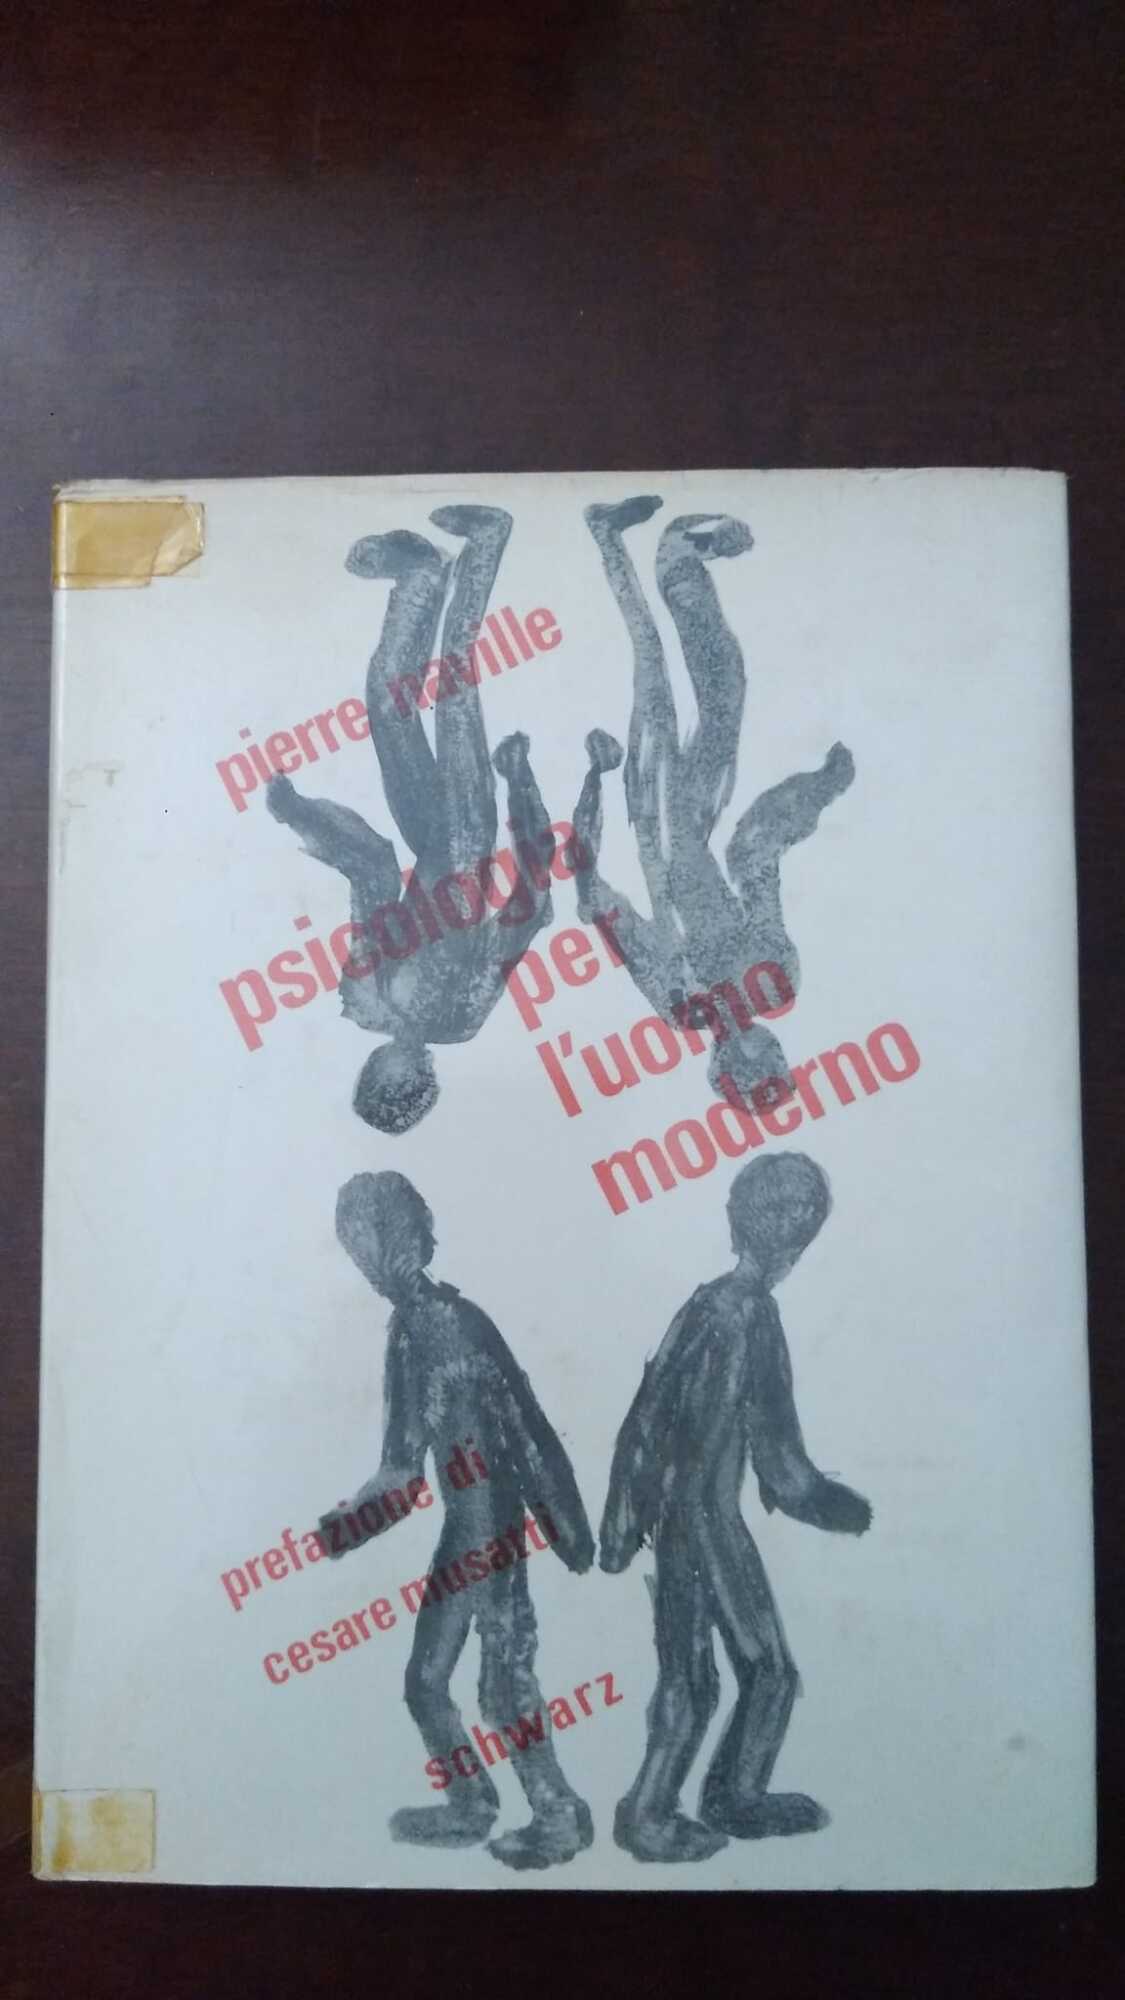 pierre naville
psicologia
per
l'uomo
moderno
prefazione di
cesare musatti
schwarz